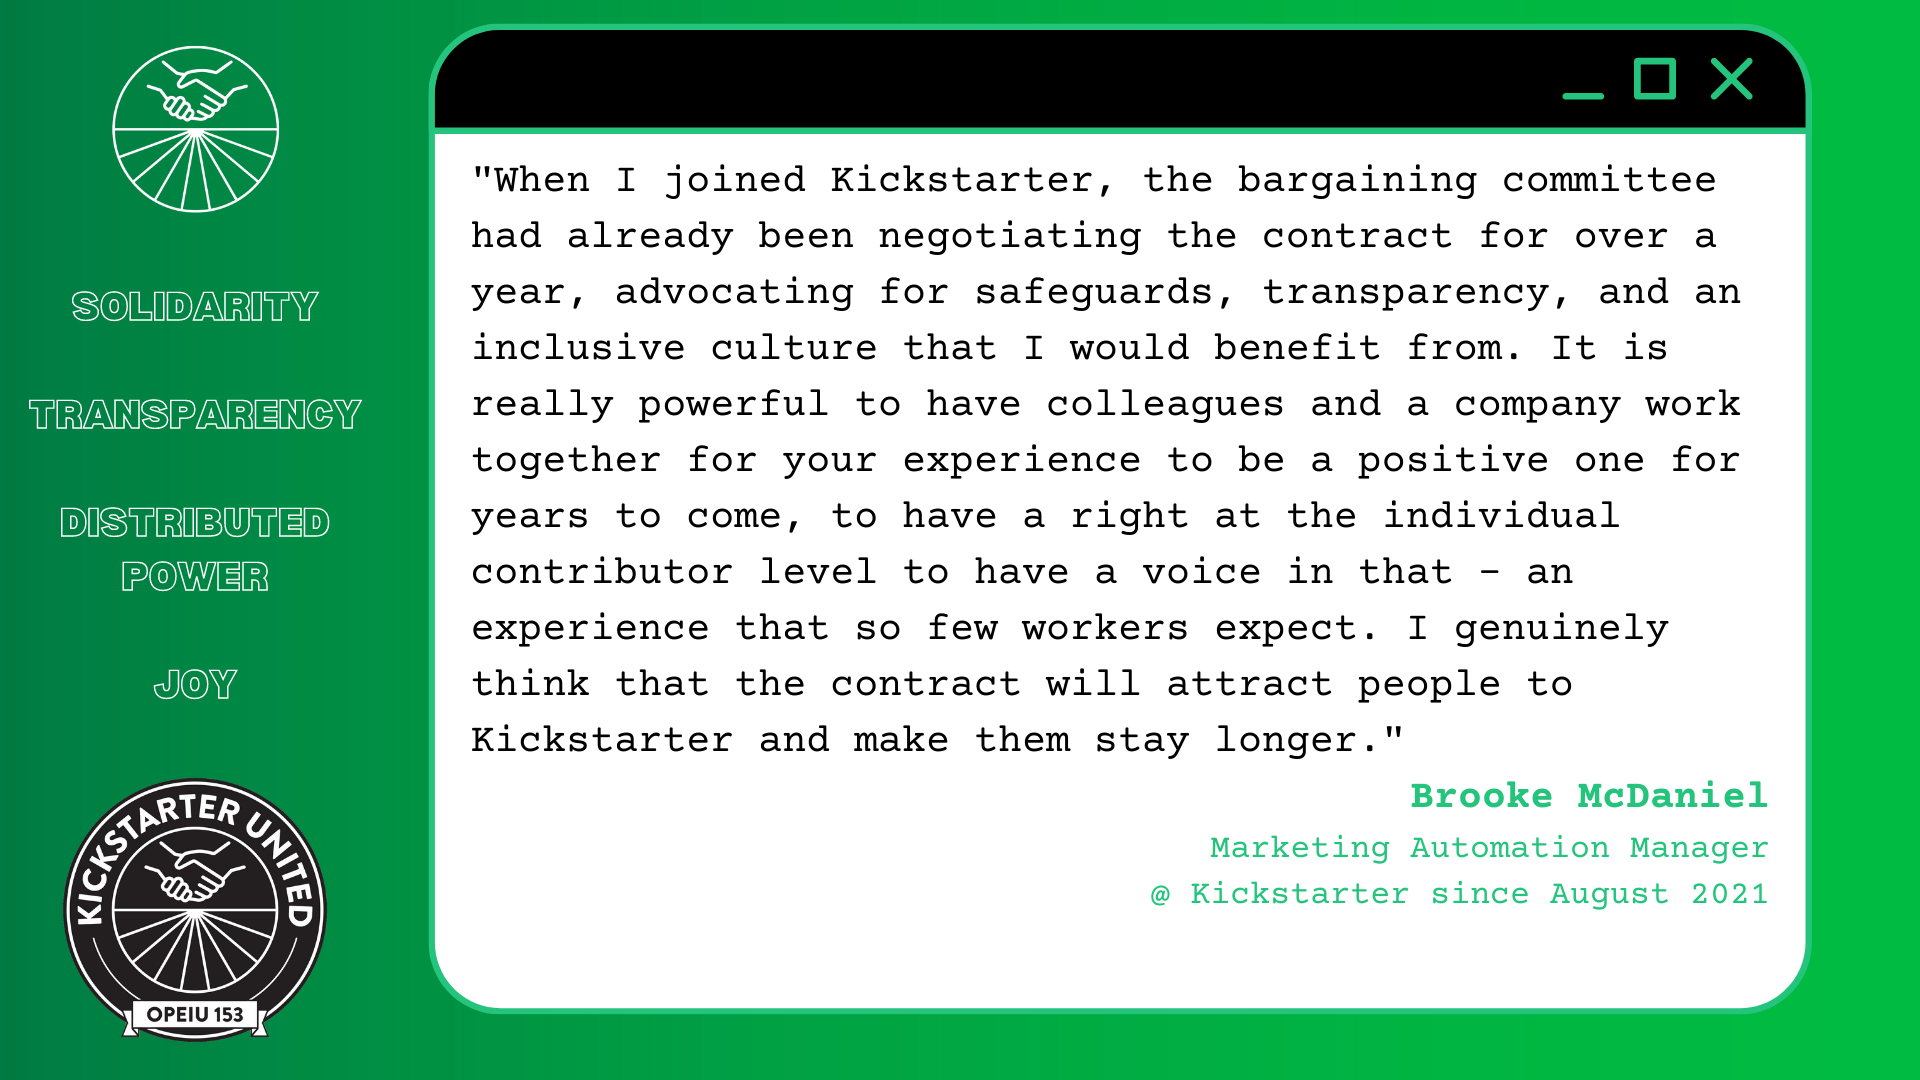 SOLIDARITY
TRANSPARENCY
DISTRIBUTED
POWER
JOY
KICKSTARTER UNITED
OPEIU 153
"When I joined Kickstarter, the bargaining committee
had already been negotiating the contract for over a
year, advocating for safeguards, transparency, and an
inclusive culture that I would benefit from. It is
really powerful to have colleagues and a company work
together for your experience to be a positive one for
years to come, to have a right at the individual
contributor level to have a voice in that – an
experience that so few workers expect. I genuinely
think that the contract will attract people to
Kickstarter and make them stay longer."
Brooke McDaniel
Marketing Automation Manager
@ Kickstarter since August 2021